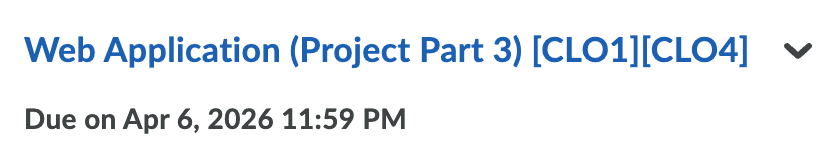 Web Application (Project Part 3) [CLO1][CLO4]
Due on Apr 6, 2026 11:59 PM